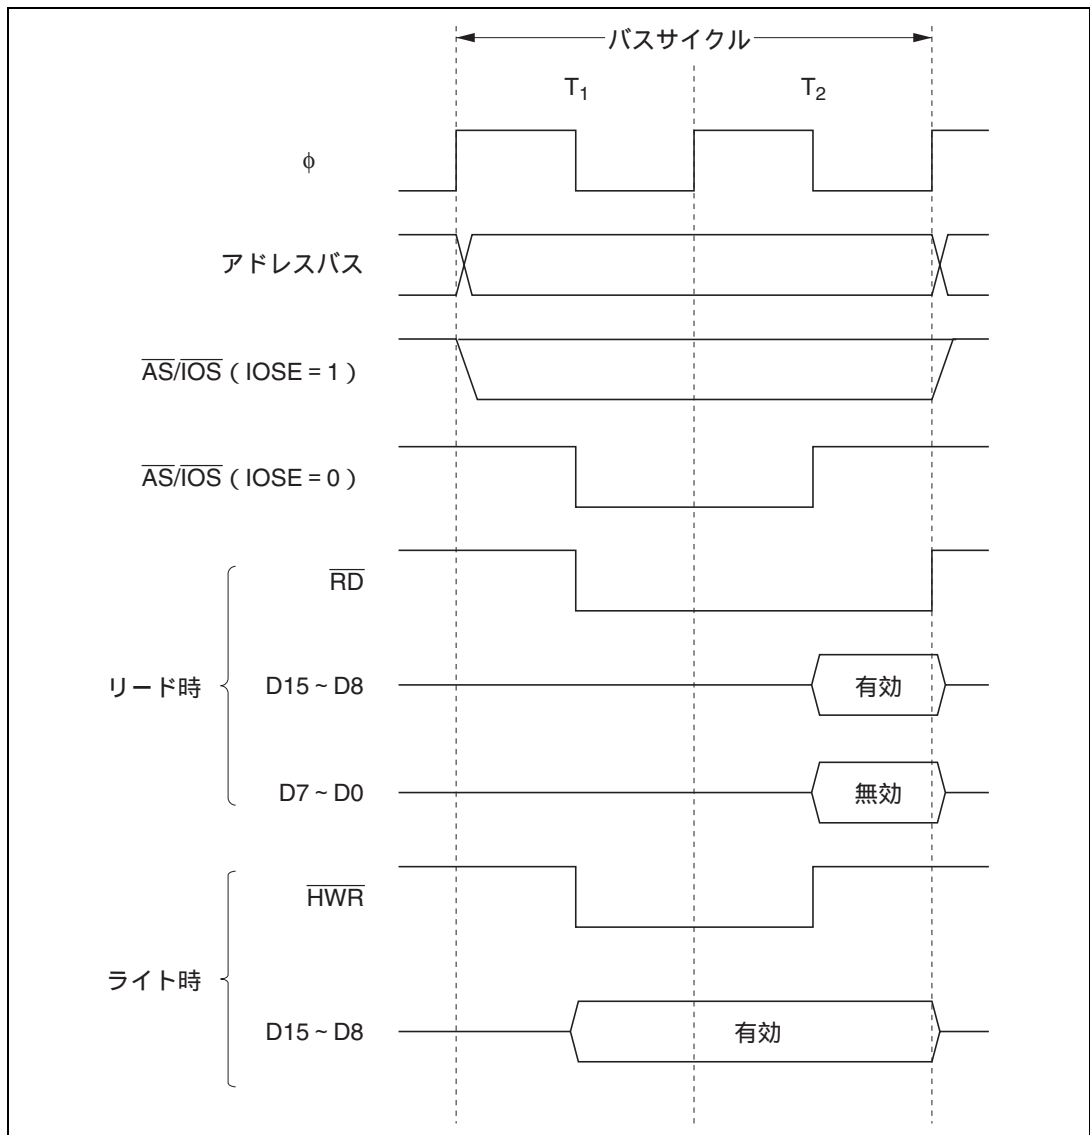 バスサイクル
T1 T2
φ
アドレスバス
AS/IOS（IOSE = 1）
AS/IOS（IOSE = 0）
RD
リード時
D15 ~ D8 有効
D7 ~ D0 無効
HWR
ライト時
D15 ~ D8 有効